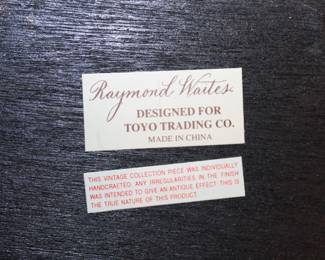 Raymond Waites.
DESIGNED FOR
TOYO TRADING CO.
MADE IN CHINA
THIS VINTAGE COLLECTION PIECE WAS INDIVIDUALLY
HANDCRAFTED. ANY IRREGULARITIES IN THE FINISH
WAS INTENDED TO GIVE AN ANTIQUE EFFECT THIS IS
THE TRUE NATURE OF THIS PRODUCT.